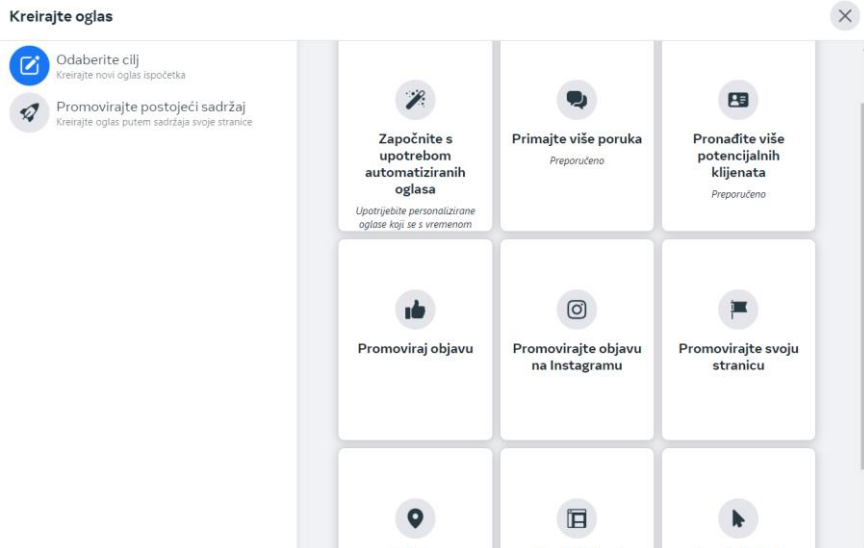 Kreirajte oglas
Odaberite cilj
Kreirajte novi oglas ispočetka
Promovirajte postojeći sadržaj
Kreirajte oglas putem sadržaja svoje stranice
Započnite s
upotrebom
automatiziranih
oglasa
Upotrijebite personalizirane
oglase koji se s vremenom
Primajte više poruka
Preporučeno
Pronađite više
potencijalnih
klijenata
Preporučeno
Promoviraj objavu
Promovirajte objavu
na Instagramu
Promovirajte svoju
stranicu